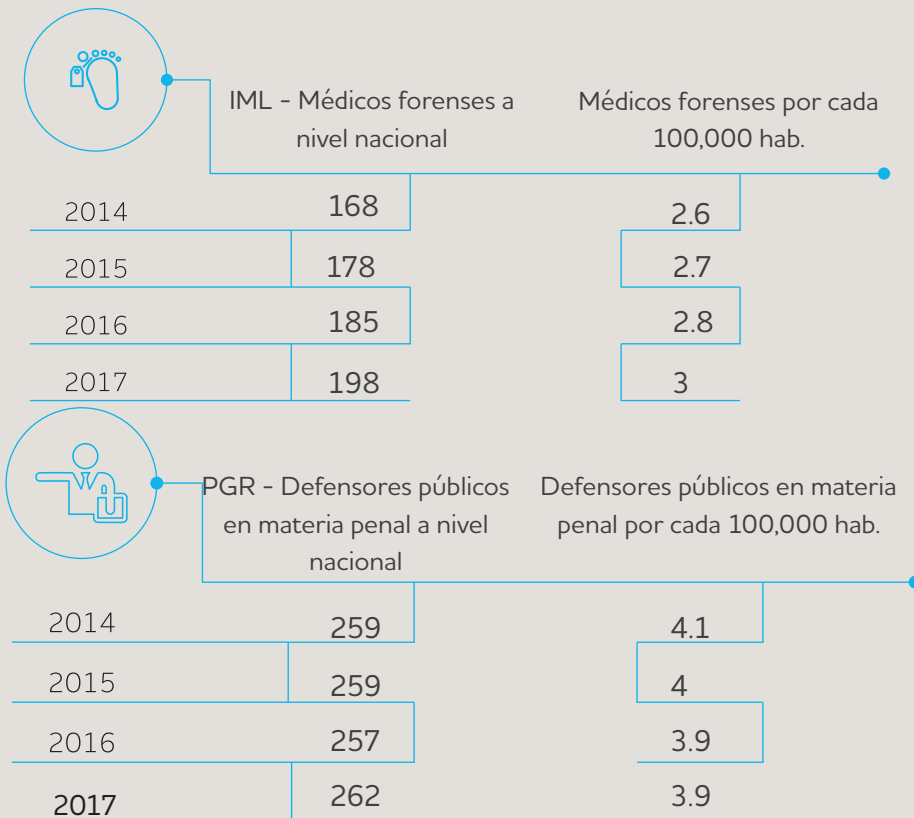 IML - Médicos forenses a
nivel nacional
Médicos forenses por cada
100,000 hab.
2014 168 2.6
2015 178 2.7
2016 185 2.8
2017 198 3
PGR - Defensores públicos
en materia penal a nivel
nacional
Defensores públicos en materia
penal por cada 100,000 hab.
2014 259 4.1
2015 259 4
2016 257 3.9
2017 262 3.9